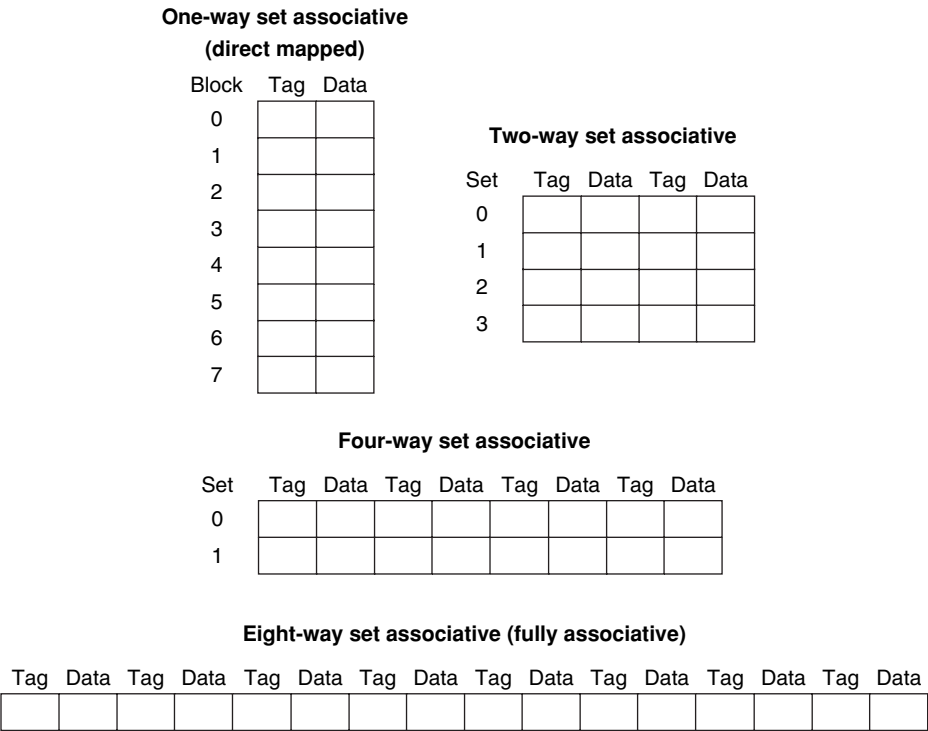 One-way set associative
(direct mapped)
Block Tag Data
0
1
2
3
4
5
6
7
Two-way set associative
Set Tag Data Tag Data
0
1
2
3
Four-way set associative
Set Tag Data Tag Data Tag Data Tag Data
0
1
Eight-way set associative (fully associative)
Tag Data Tag Data Tag Data Tag Data Tag Data Tag Data Tag Data Tag Data